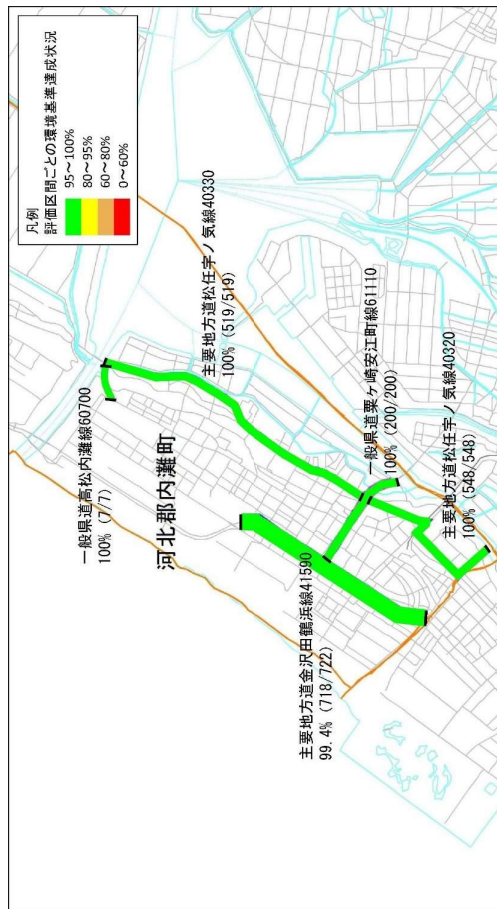 凡例
評価区間ごとの環境基準達成状況
95～100%
80～95%
60～80%
0～60%
一般県道高松内灘線60700
100% (7/7)
河北郡内灘町
主要地方道松任宇ノ気線40330
100% (519/519)
主要地方道金沢田鶴浜線41590
99.4% (718/722)
一般県道粟ヶ崎安江町線61110
100% (200/200)
主要地方道松任宇ノ気線40320
100% (548/548)